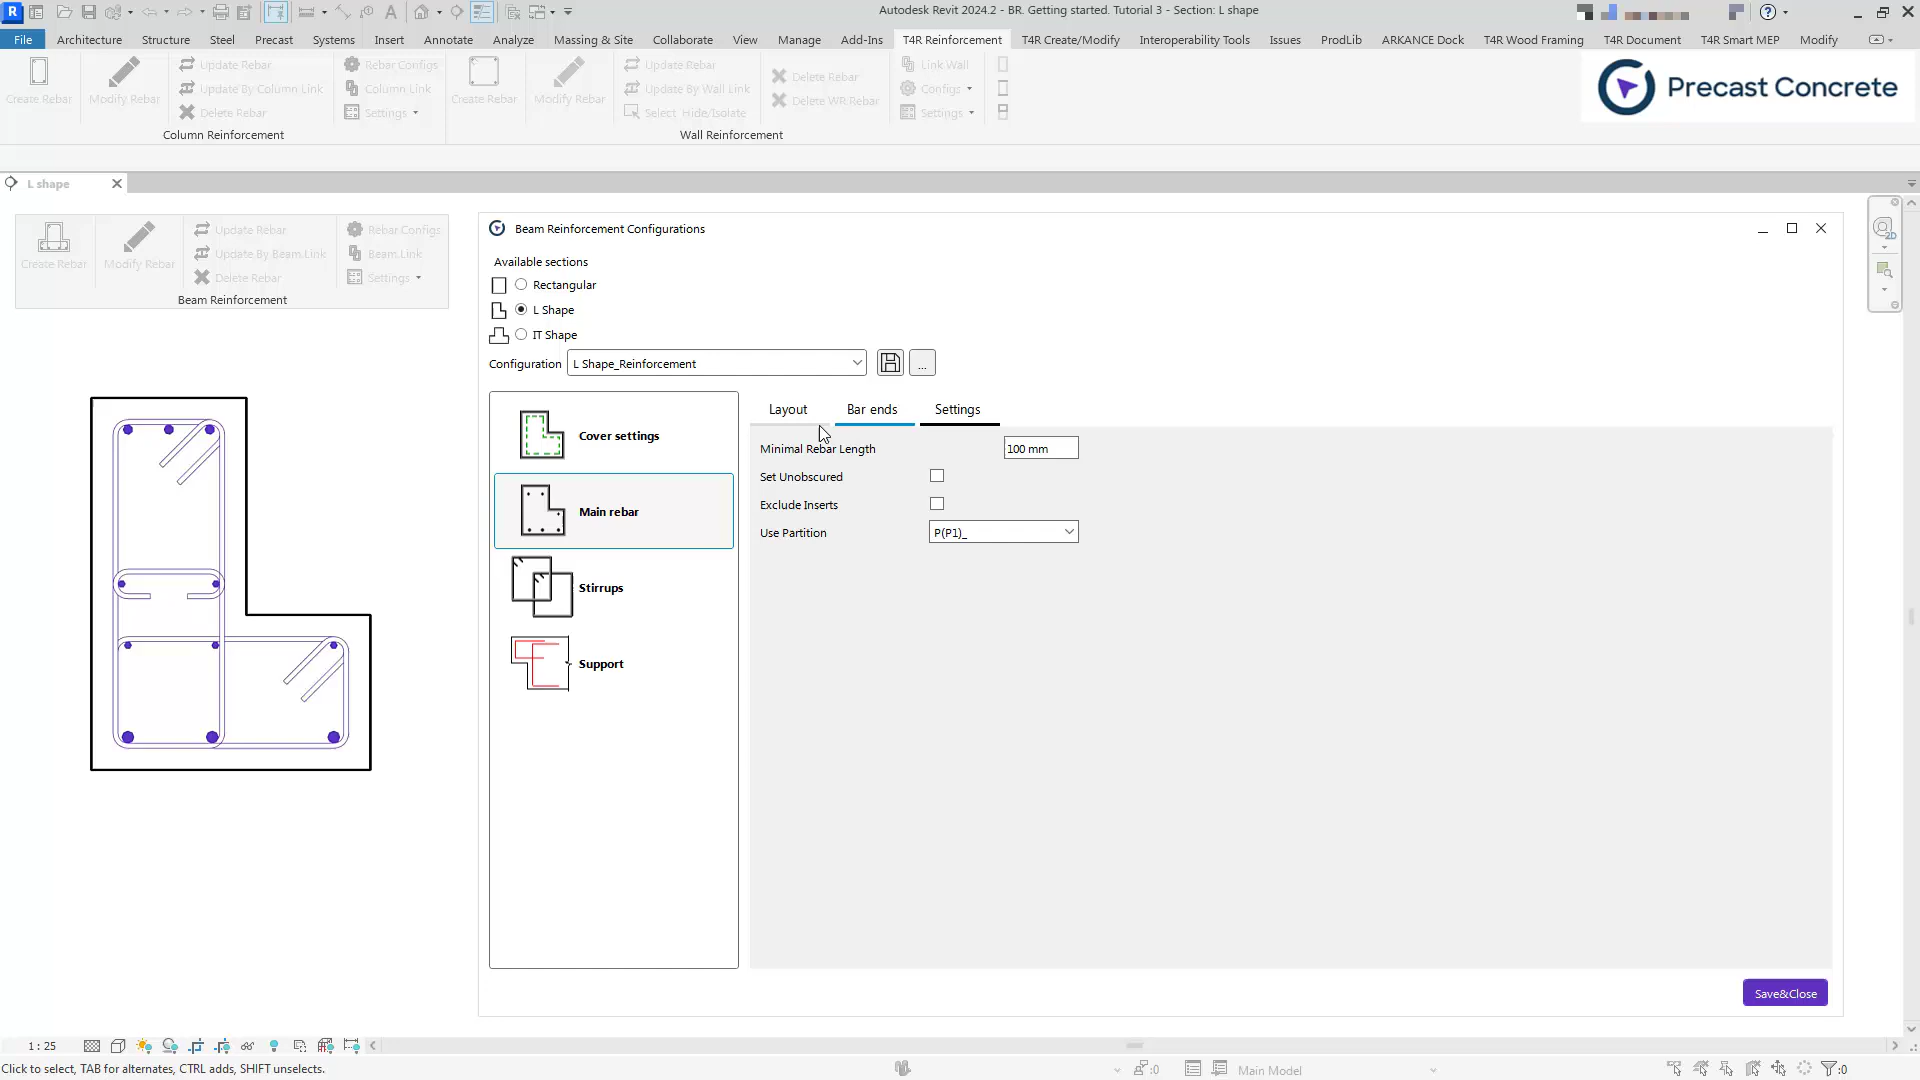 R
Autodesk Revit 2024.2 - BR. Getting started. Tutorial 3 - Section: L shape
File Architecture Structure Steel Precast Systems Insert Annotate Analyze Massing & Site Collaborate View Manage Add-Ins T4R Reinforcement T4R Create/Modify Interoperability Tools Issues ProdLib ARKANCE Dock T4R Wood Framing T4R Document T4R Smart MEP Modify
Create Rebar
Modify Rebar
Update Rebar
Update By Column Link
Delete Rebar
Rebar Configs
Column Link
Settings
Column Reinforcement
Create Rebar
Modify Rebar
Update Rebar
Update By Wall Link
Select Hide/Isolate
Delete Rebar
Delete WR Rebar
Link Wall
Configs
Settings
Wall Reinforcement
Precast Concrete
L shape
Create Rebar
Modify Rebar
Update Rebar
Update By Beam Link
Delete Rebar
Rebar Configs
Beam Link
Settings
Beam Reinforcement
Beam Reinforcement Configurations
Available sections
Rectangular
L Shape
IT Shape
Configuration L Shape_Reinforcement ...
Cover settings
Main rebar
Stirrups
Support
Layout Bar ends Settings
Minimal Rebar Length 100 mm
Set Unobscured
Exclude Inserts
Use Partition P(P1)_
Save&Close
2D
1 : 25
Click to select, TAB for alternates, CTRL adds, SHIFT unselects.
:0
Main Model
:0